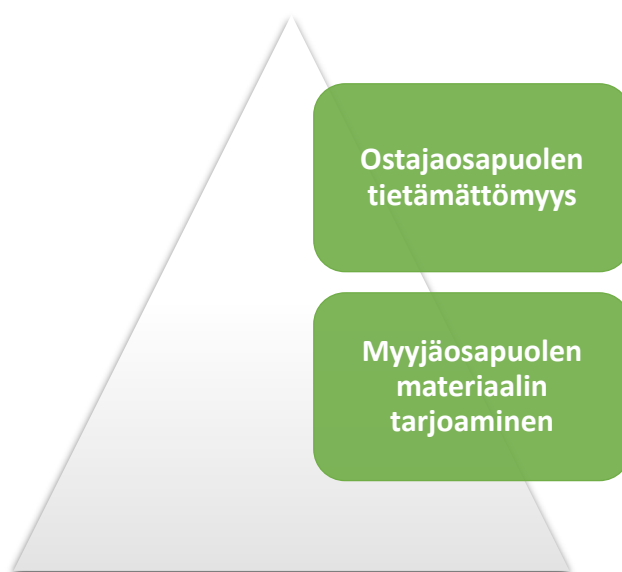 Ostajaosapuolen
tietämättömyys
Myyjäosapuolen
materiaalin
tarjoaminen